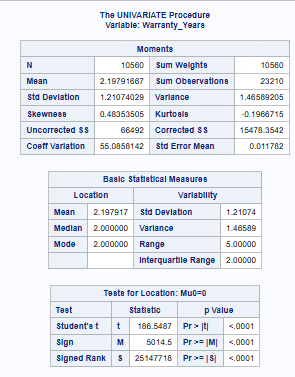 The UNIVARIATE Procedure
Variable: Warranty_Years
Moments
N 10560 Sum Weights 10560
Mean 2.19791667 Sum Observations 23210
Std Deviation 1.21074029 Variance 1.46589205
Skewness 0.48353505 Kurtosis -0.1966715
Uncorrected SS 66492 Corrected SS 15478.3542
Coeff Variation 55.0858142 Std Error Mean 0.011782
Basic Statistical Measures
Location Variability
Mean 2.197917 Std Deviation 1.21074
Median 2.000000 Variance 1.46589
Mode 2.000000 Range 5.00000
Interquartile Range 2.00000
Tests for Location: Mu0=0
Test Statistic p Value
Student's t t 186.5487 Pr > |t| <.0001
Sign M 5014.5 Pr >= |M| <.0001
Signed Rank S 25147718 Pr >= |S| <.0001